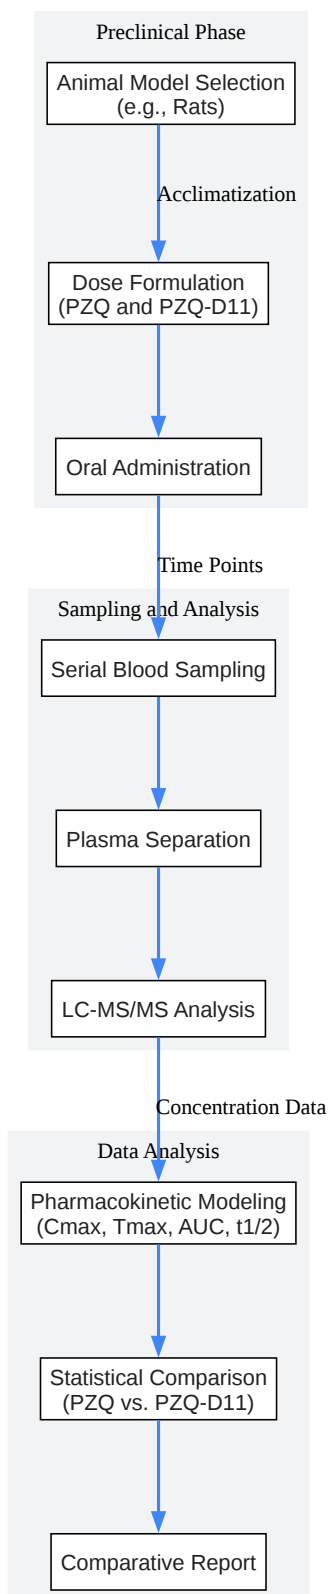 Preclinical Phase
Animal Model Selection
(e.g., Rats)
Acclimatization
Dose Formulation
(PZQ and PZQ-D11)
Oral Administration
Time Points
Sampling and Analysis
Serial Blood Sampling
Plasma Separation
LC-MS/MS Analysis
Concentration Data
Data Analysis
Pharmacokinetic Modeling
(Cmax, Tmax, AUC, t1/2)
Statistical Comparison
(PZQ vs. PZQ-D11)
Comparative Report